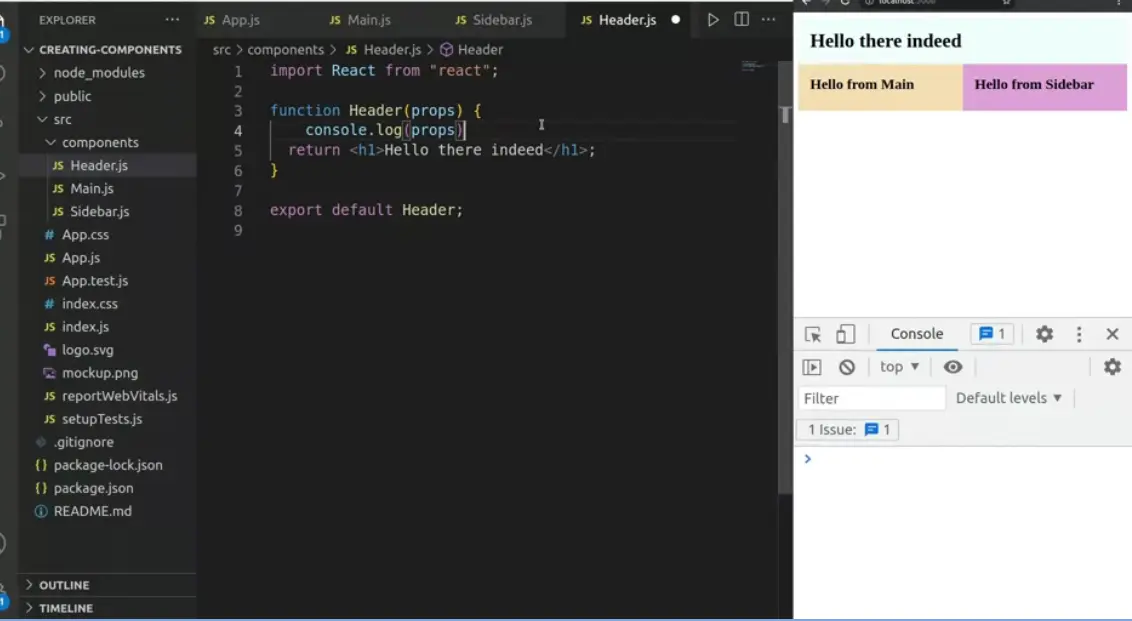 EXPLORER
CREATING-COMPONENTS
node_modules
public
src
components
JS Header.js
JS Main.js
JS Sidebar.js
# App.css
JS App.js
JS App.test.js
# index.css
JS index.js
logo.svg
mockup.png
JS reportWebVitals.js
JS setupTests.js
.gitignore
{} package-lock.json
{} package.json
README.md
OUTLINE
TIMELINE
JS App.js JS Main.js JS Sidebar.js JS Header.js
src > components > JS Header.js > Header
1 import React from "react";
2
3 function Header(props) {
4 console.log(props)
5 return <h1>Hello there indeed</h1>;
6 }
7
8 export default Header;
9
Hello there indeed
Hello from Main Hello from Sidebar
Console 1
top
Filter Default levels
1 Issue: 1
>